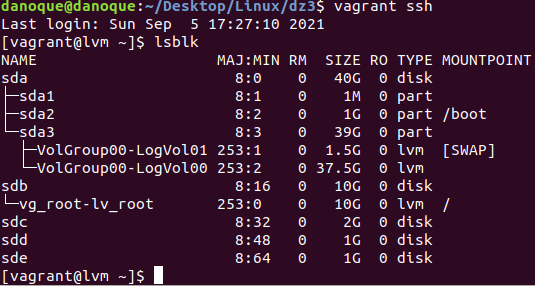 danoque@danoque:~/Desktop/Linux/dz3$ vagrant ssh
Last login: Sun Sep  5 17:27:10 2021
[vagrant@lvm ~]$ lsblk
NAME                    MAJ:MIN RM  SIZE RO TYPE MOUNTPOINT
sda                       8:0    0   40G  0 disk
├─sda1                    8:1    0    1M  0 part
├─sda2                    8:2    0    1G  0 part /boot
└─sda3                    8:3    0   39G  0 part
  ├─VolGroup00-LogVol01 253:1    0  1.5G  0 lvm  [SWAP]
  └─VolGroup00-LogVol00 253:2    0 37.5G  0 lvm
sdb                       8:16   0   10G  0 disk
└─vg_root-lv_root       253:0    0   10G  0 lvm  /
sdc                       8:32   0    2G  0 disk
sdd                       8:48   0    1G  0 disk
sde                       8:64   0    1G  0 disk
[vagrant@lvm ~]$